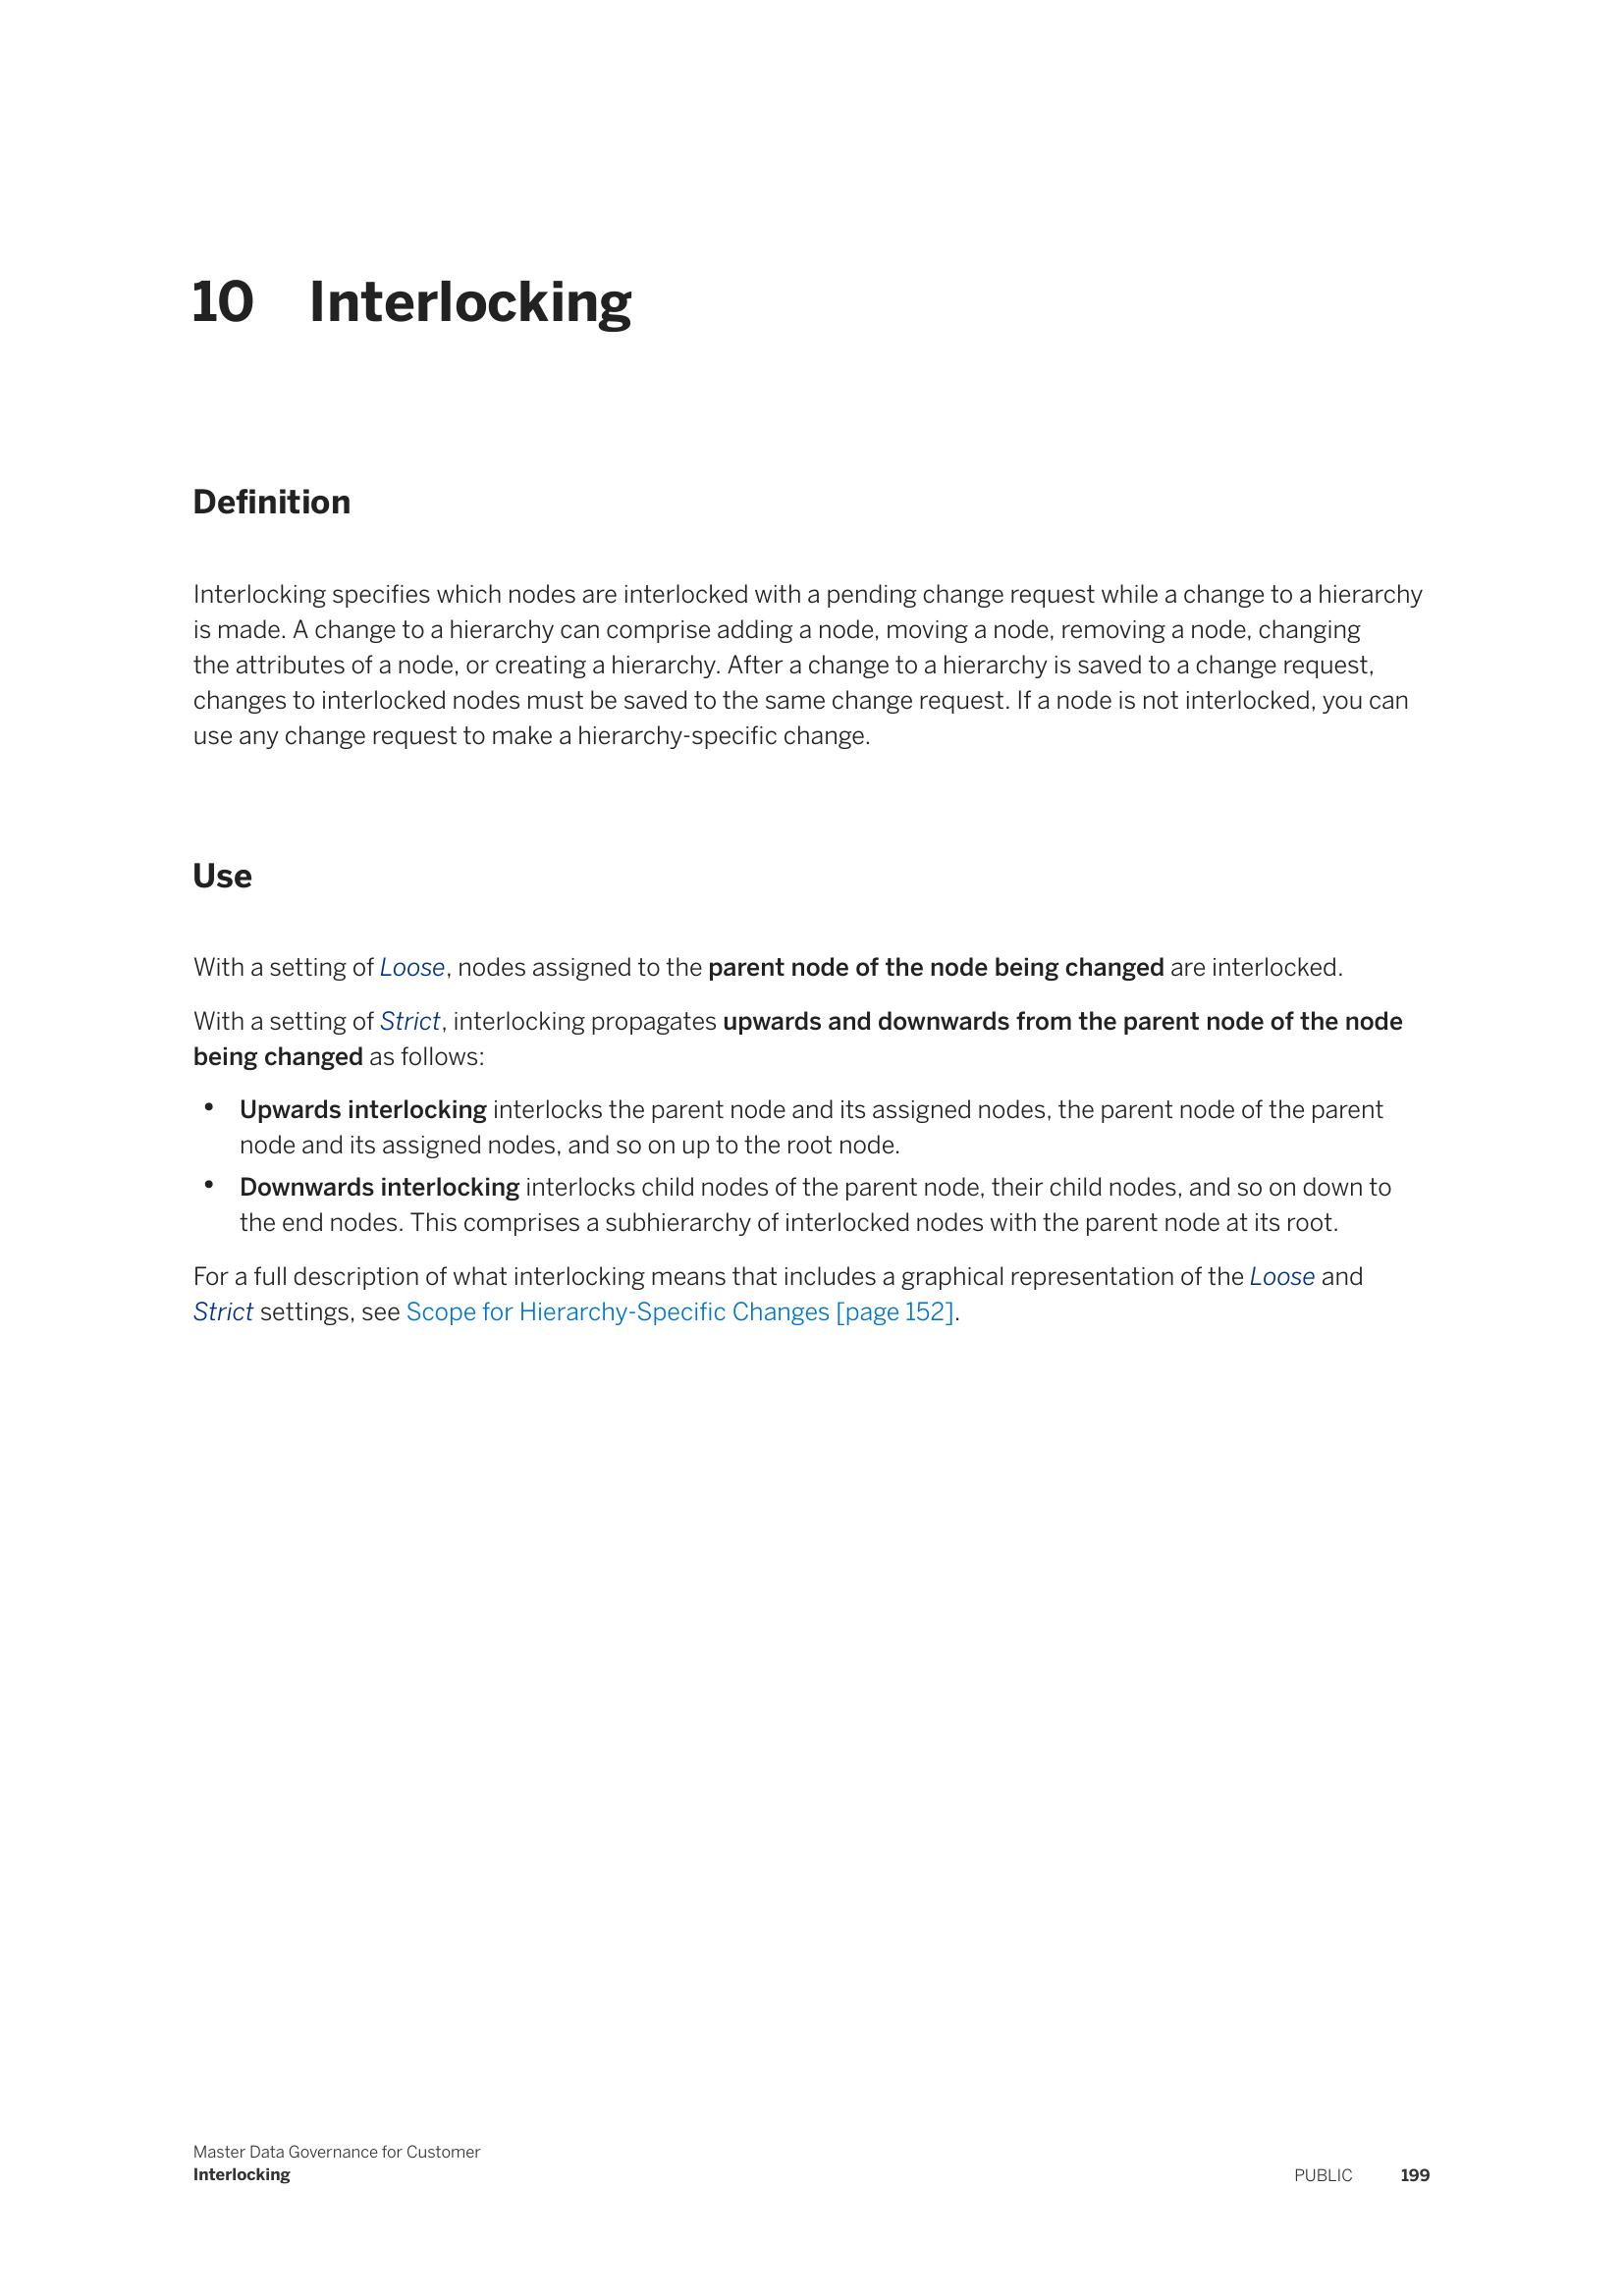 10 Interlocking
Definition
Interlocking specifies which nodes are interlocked with a pending change request while a change to a hierarchy
is made. A change to a hierarchy can comprise adding a node, moving a node, removing a node, changing
the attributes of a node, or creating a hierarchy. After a change to a hierarchy is saved to a change request,
changes to interlocked nodes must be saved to the same change request. If a node is not interlocked, you can
use any change request to make a hierarchy-specific change.
Use
With a setting of Loose, nodes assigned to the parent node of the node being changed are interlocked.
With a setting of Strict, interlocking propagates upwards and downwards from the parent node of the node
being changed as follows:
• Upwards interlocking interlocks the parent node and its assigned nodes, the parent node of the parent
node and its assigned nodes, and so on up to the root node.
• Downwards interlocking interlocks child nodes of the parent node, their child nodes, and so on down to
the end nodes. This comprises a subhierarchy of interlocked nodes with the parent node at its root.
For a full description of what interlocking means that includes a graphical representation of the Loose and
Strict settings, see Scope for Hierarchy-Specific Changes [page 152].
Master Data Governance for Customer
Interlocking
PUBLIC 199